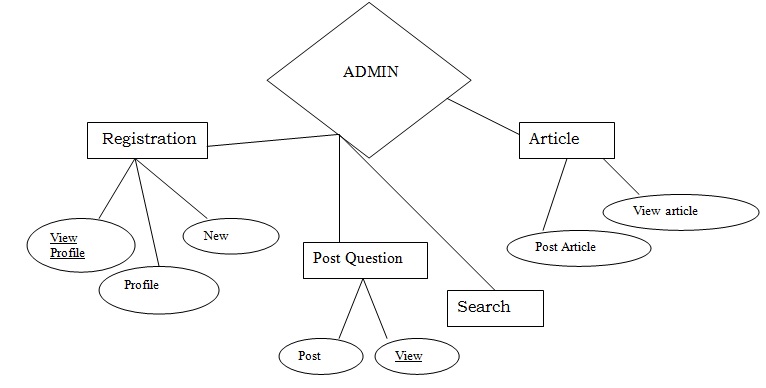 ADMIN
Registration
Article
View
Profile
New
View article
Post Article
Post Question
Profile
Search
Post
View